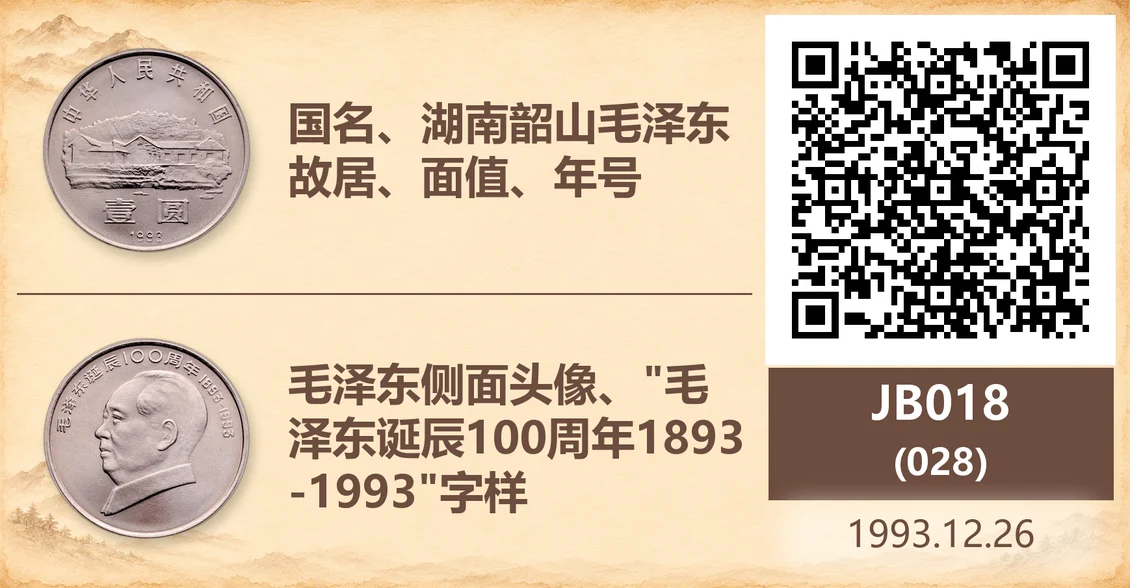 中华人民共和国
壹圆
1993
国名、湖南韶山毛泽东
故居、面值、年号
毛泽东诞辰100周年1893-1993
毛泽东侧面头像、"毛
泽东诞辰100周年1893
-1993"字样
JB018
(028)
1993.12.26